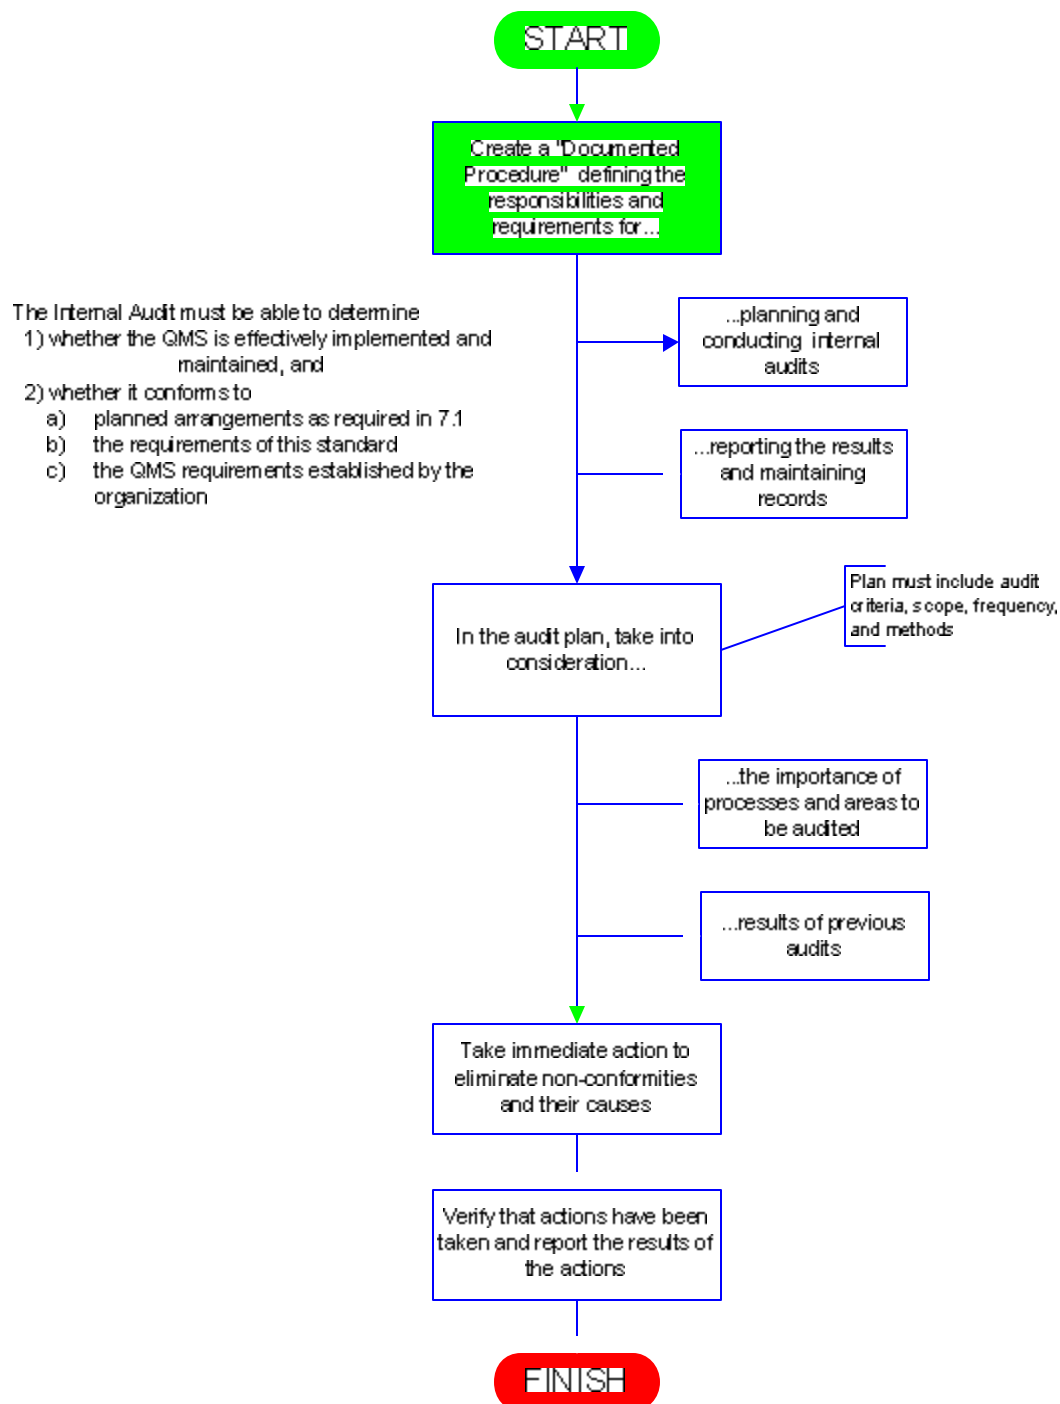 START
Create a "Documented
Procedure" defining the
responsibilities and
requirements for...
The Internal Audit must be able to determine
1) whether the QMS is effectively implemented and
maintained, and
2) whether it conforms to
a) planned arrangements as required in 7.1
b) the requirements of this standard
c) the QMS requirements established by the
organization
...planning and
conducting internal
audits
...reporting the results
and maintaining
records
In the audit plan, take into
consideration...
Plan must include audit
criteria, scope, frequency,
and methods
...the importance of
processes and areas to
be audited
...results of previous
audits
Take immediate action to
eliminate non-conformities
and their causes
Verify that actions have been
taken and report the results of
the actions
FINISH